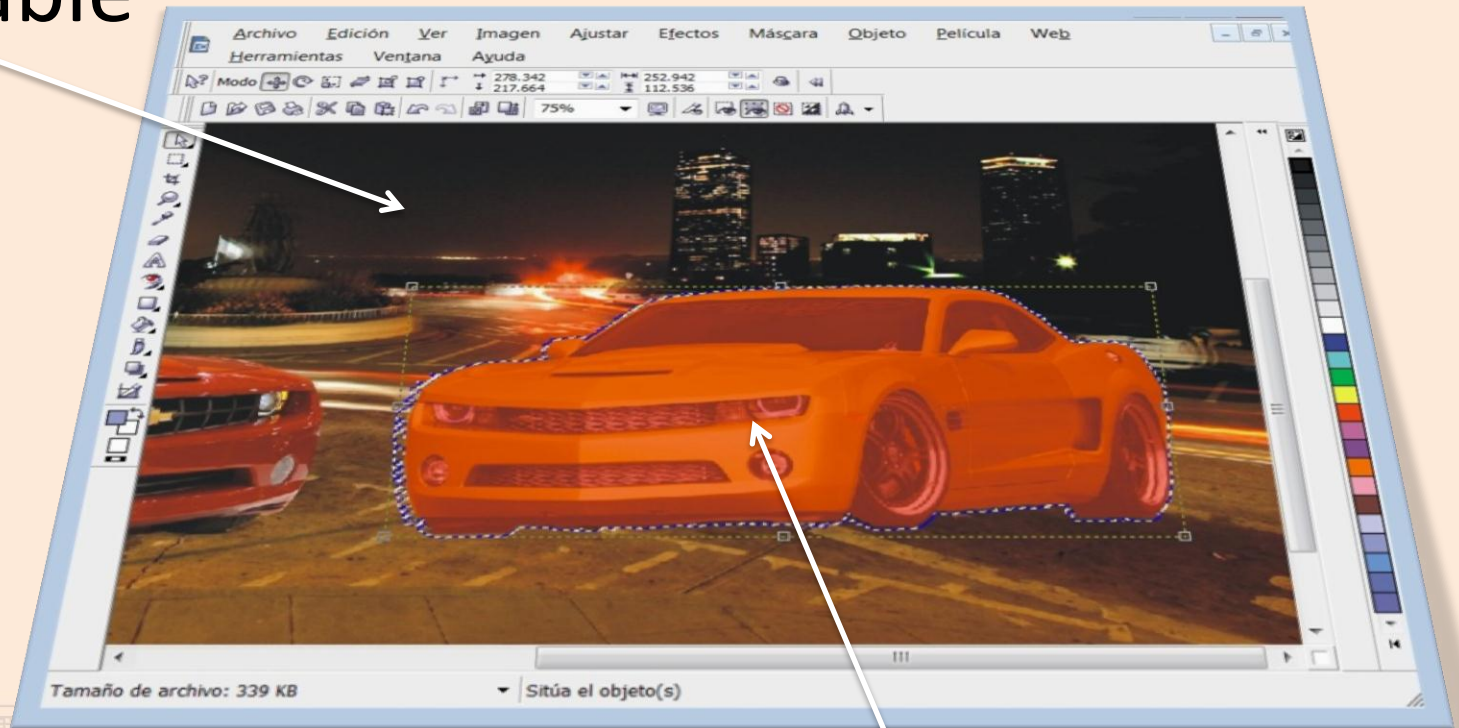 Archivo Edición Ver Imagen Ajustar Efectos Máscara Objeto Película Web
Herramientas Ventana Ayuda
Modo 278.342 252.942
217.664 112.536
75%
Tamaño de archivo: 339 KB Sitúa el objeto(s)